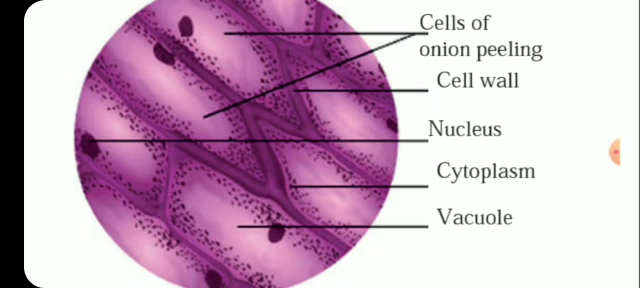 Cells of
onion peeling
Cell wall
Nucleus
Cytoplasm
Vacuole